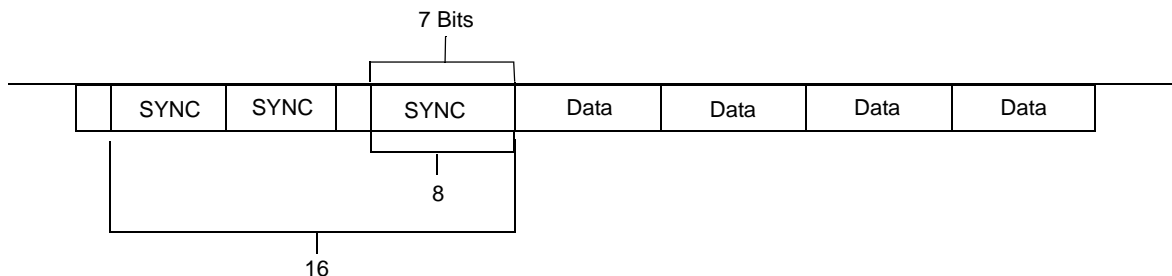 7 Bits
SYNC SYNC SYNC Data Data Data Data
8
16